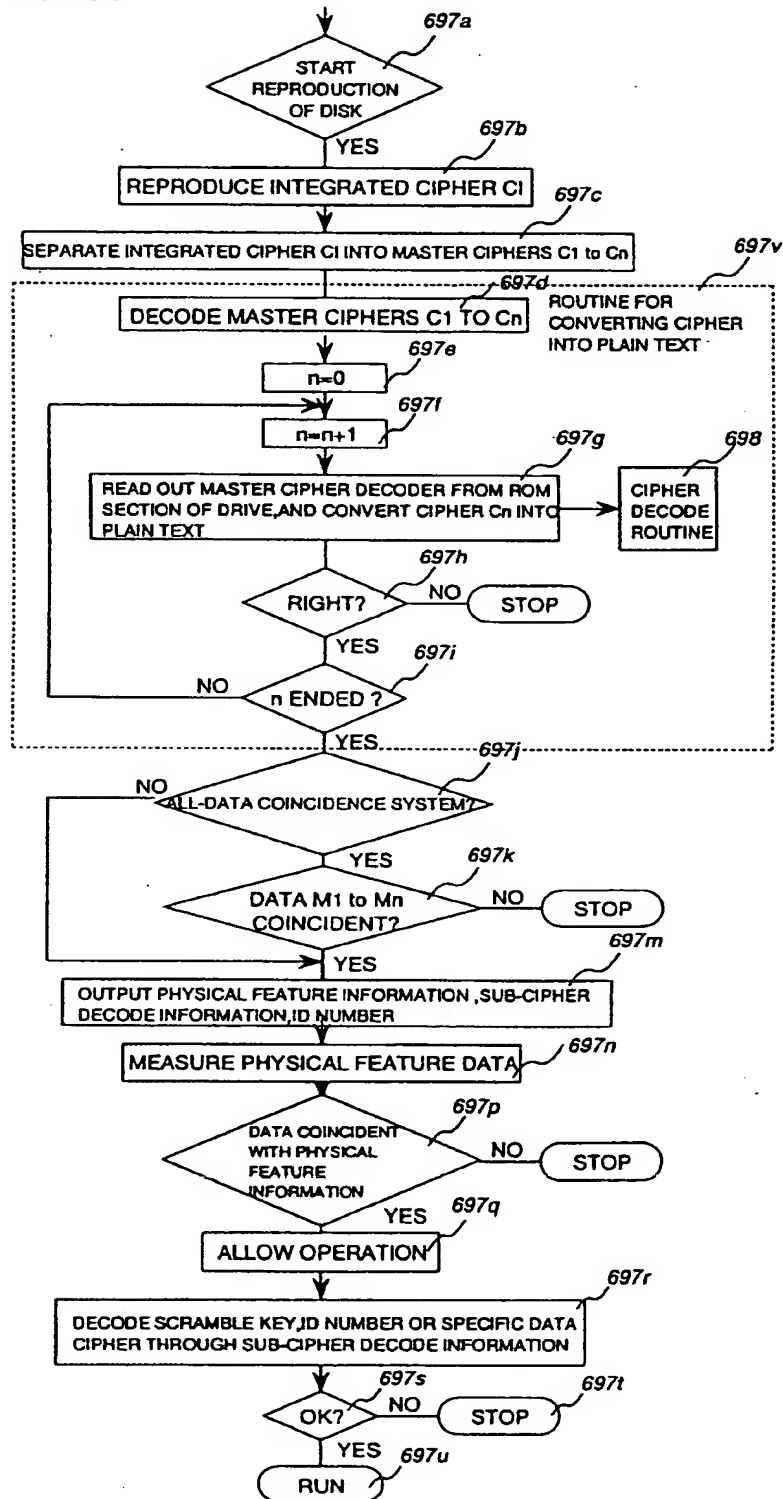 697a
START
REPRODUCTION
OF DISK
YES
697b
REPRODUCE INTEGRATED CIPHER CI
697c
SEPARATE INTEGRATED CIPHER CI INTO MASTER CIPHERS C1 to Cn
697v
697d
DECODE MASTER CIPHERS C1 TO Cn
ROUTINE FOR
CONVERTING CIPHER
INTO PLAIN TEXT
697e
n=0
697f
n=n+1
697g
698
READ OUT MASTER CIPHER DECODER FROM ROM
SECTION OF DRIVE,AND CONVERT CIPHER Cn INTO
PLAIN TEXT
CIPHER
DECODE
ROUTINE
697h
RIGHT?
NO
STOP
YES
697i
NO
n ENDED ?
YES
697j
NO
ALL-DATA COINCIDENCE SYSTEM?
YES
697k
DATA M1 to Mn
COINCIDENT?
NO
STOP
YES
697m
OUTPUT PHYSICAL FEATURE INFORMATION ,SUB-CIPHER
DECODE INFORMATION,ID NUMBER
MEASURE PHYSICAL FEATURE DATA
697n
697p
DATA COINCIDENT
WITH PHYSICAL
FEATURE
INFORMATION
NO
STOP
YES
697q
ALLOW OPERATION
697r
DECODE SCRAMBLE KEY,ID NUMBER OR SPECIFIC DATA
CIPHER THROUGH SUB-CIPHER DECODE INFORMATION
697s
OK?
NO
697t
STOP
YES
697u
RUN